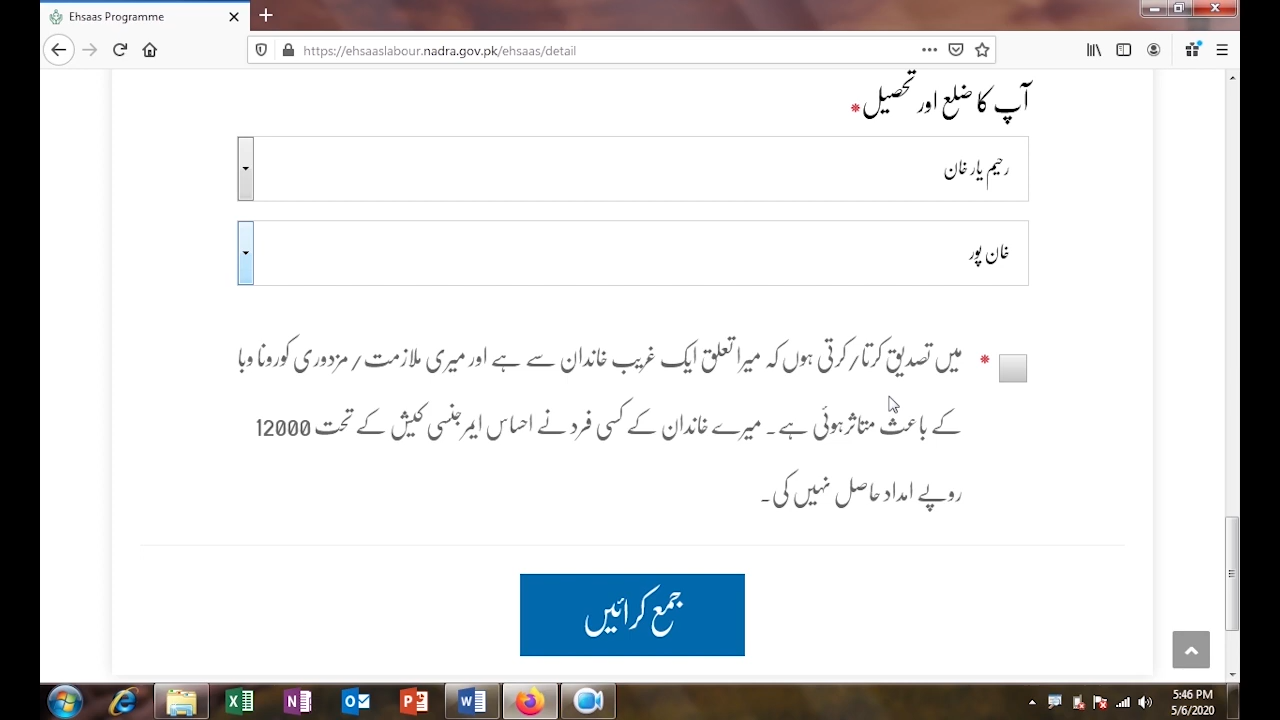 Ehsaas Programme
https://ehsaaslabour.nadra.gov.pk/ehsaas/detail
آپ کا ضلع اور تحصیل*
رحیم یار خان
خان پور
* میں تصدیق کرتا/کرتی ہوں کہ میرا تعلق ایک غریب خاندان سے ہے اور میری ملازمت/مزدوری کورونا وبا
کے باعث متاثر ہوئی ہے۔ میرے خاندان کے کسی فرد نے احساس ایمرجنسی کیش کے تحت 12000
روپے امداد حاصل نہیں کی۔
جمع کرائیں
5:46 PM
5/6/2020